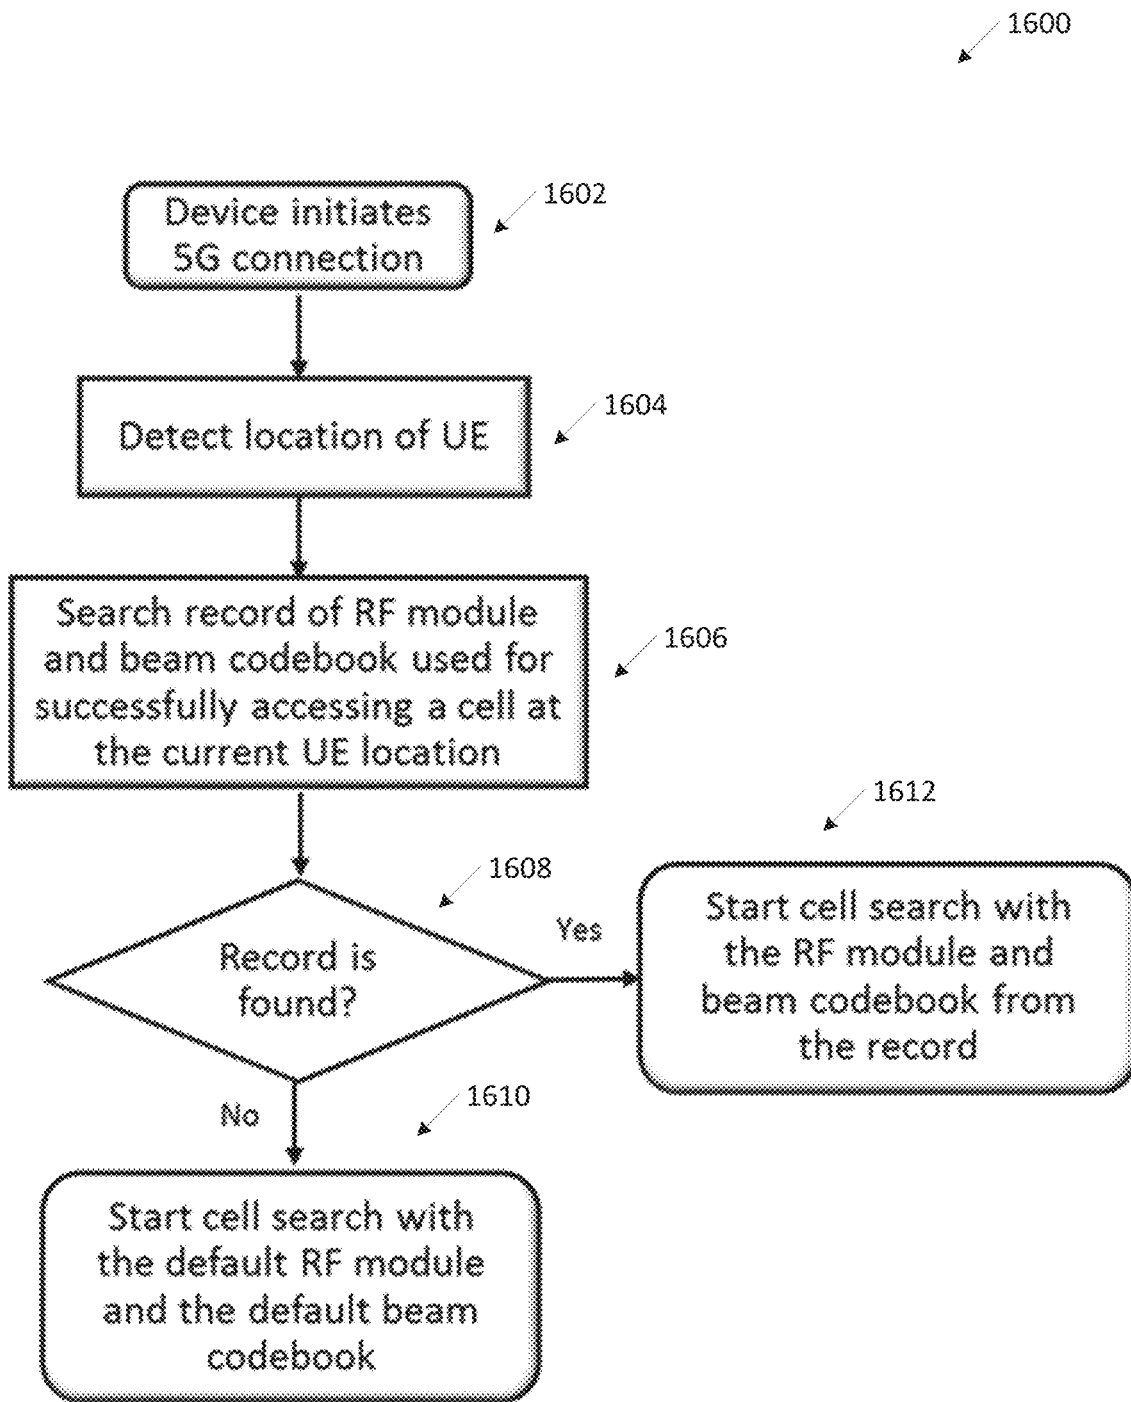 1600
Device initiates
5G connection
1602
Detect location of UE
1604
Search record of RF module
and beam codebook used for
successfully accessing a cell at
the current UE location
1606
Record is
found?
1608
Yes
Start cell search with
the RF module and
beam codebook from
the record
1612
No
Start cell search with
the default RF module
and the default beam
codebook
1610